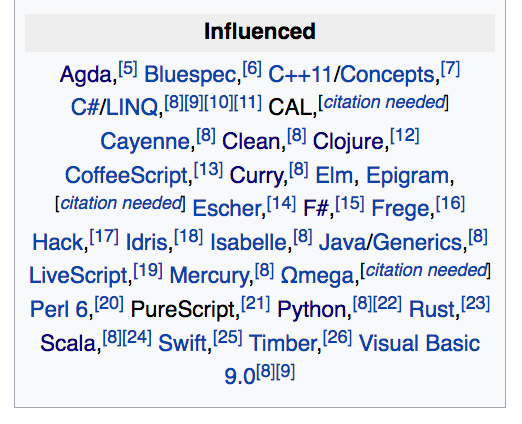 Influenced
Agda,[5] Bluespec,[6] C++11/Concepts,[7]
C#/LINQ,[8][9][10][11] CAL,[citation needed]
Cayenne,[8] Clean,[8] Clojure,[12]
CoffeeScript,[13] Curry,[8] Elm, Epigram,
[citation needed] Escher,[14] F#,[15] Frege,[16]
Hack,[17] Idris,[18] Isabelle,[8] Java/Generics,[8]
LiveScript,[19] Mercury,[8] Ωmega,[citation needed]
Perl 6,[20] PureScript,[21] Python,[8][22] Rust,[23]
Scala,[8][24] Swift,[25] Timber,[26] Visual Basic
9.0[8][9]